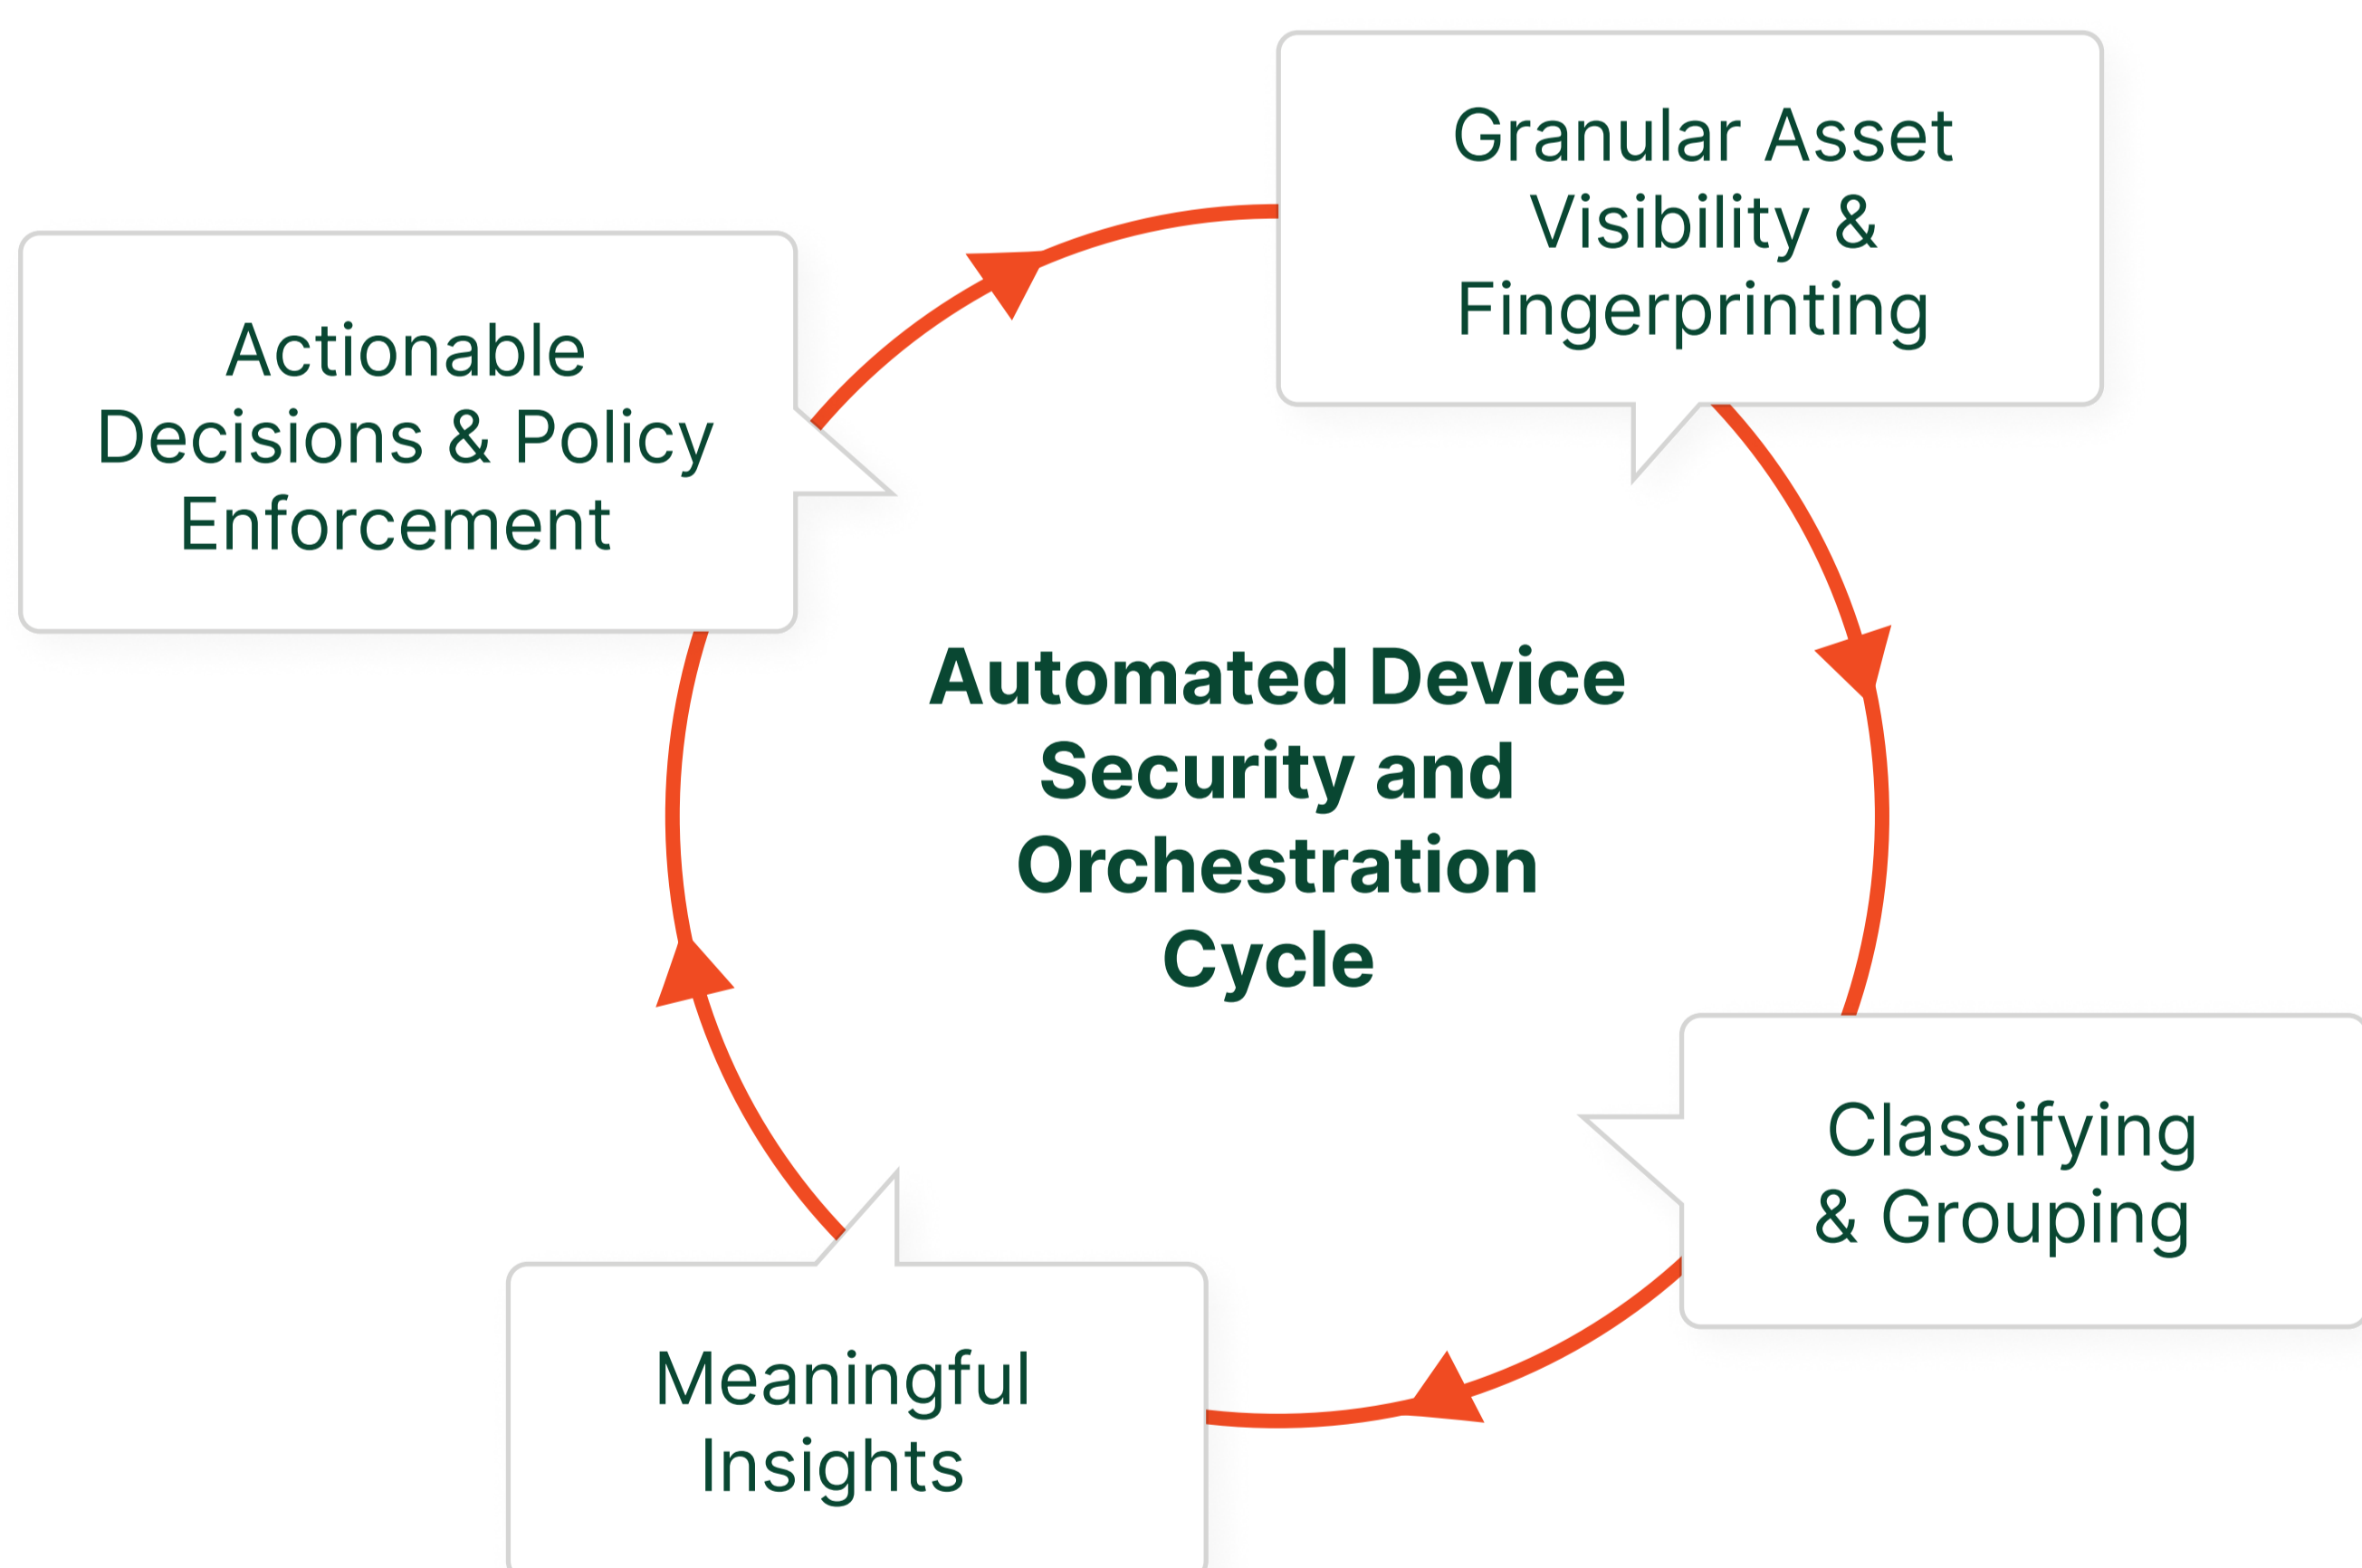 Granular Asset
Visibility &
Fingerprinting
Actionable
Decisions & Policy
Enforcement
Automated Device
Security and
Orchestration
Cycle
Classifying
& Grouping
Meaningful
Insights